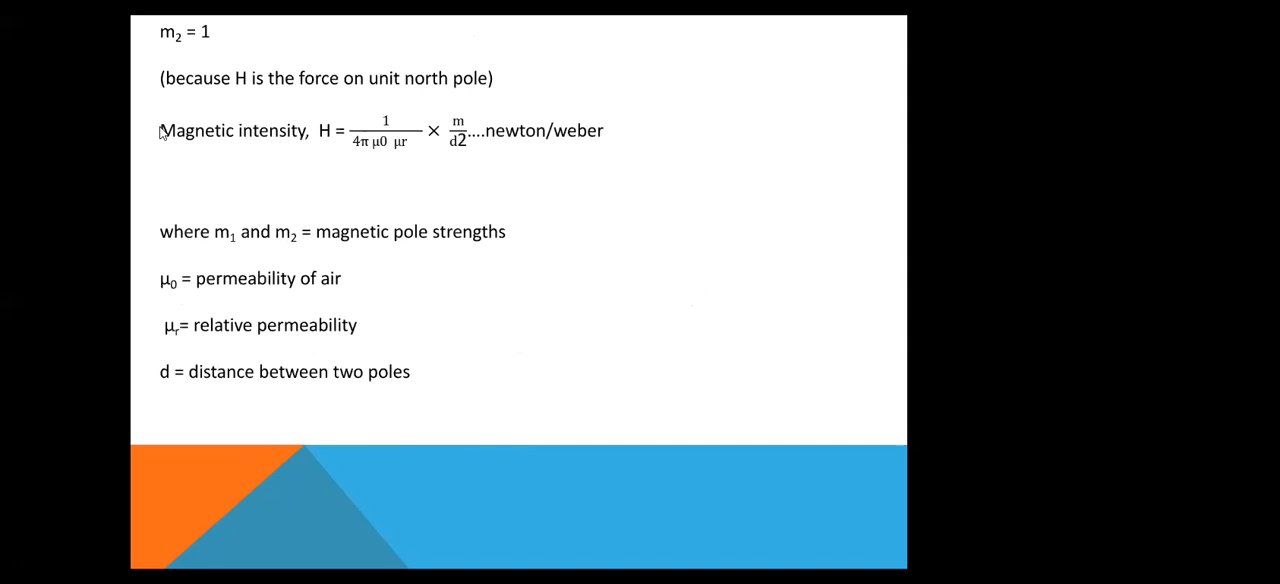 m₂ = 1
(because H is the force on unit north pole)
Magnetic intensity, H = 1/4π μ0 μr × m/d2....newton/weber
where m₁ and m₂ = magnetic pole strengths
μ₀ = permeability of air
μᵣ= relative permeability
d = distance between two poles